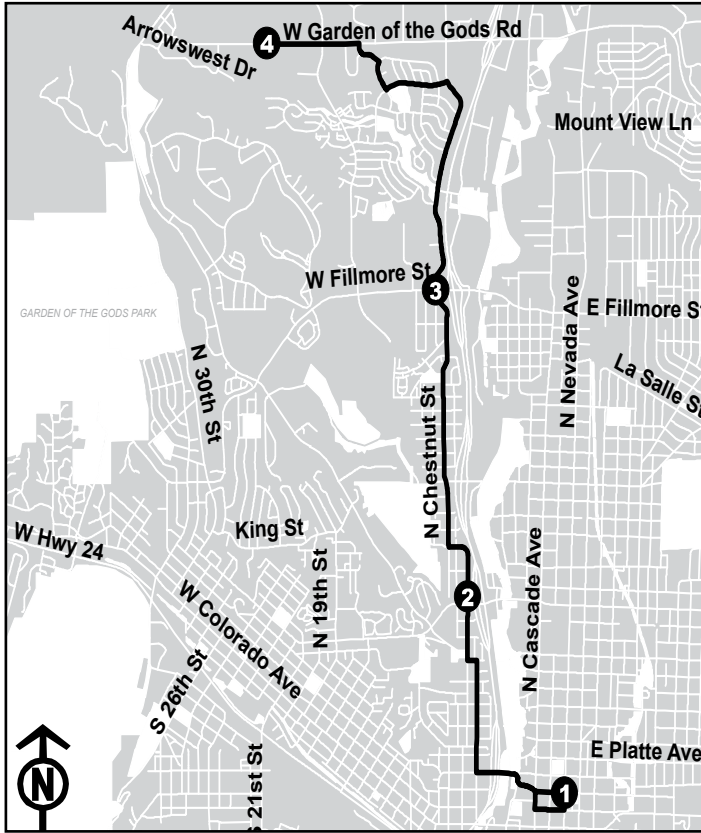 W Garden of the Gods Rd
4
Arrowswest Dr
Mount View Ln
W Fillmore St
3
GARDEN OF THE GODS PARK
E Fillmore St
N Nevada Ave
La Salle St
N 30th St
N Chestnut St
King St
W Hwy 24
N 19th St
2
N Cascade Ave
W Colorado Ave
S 26th St
S 21st St
E Platte Ave
1
N